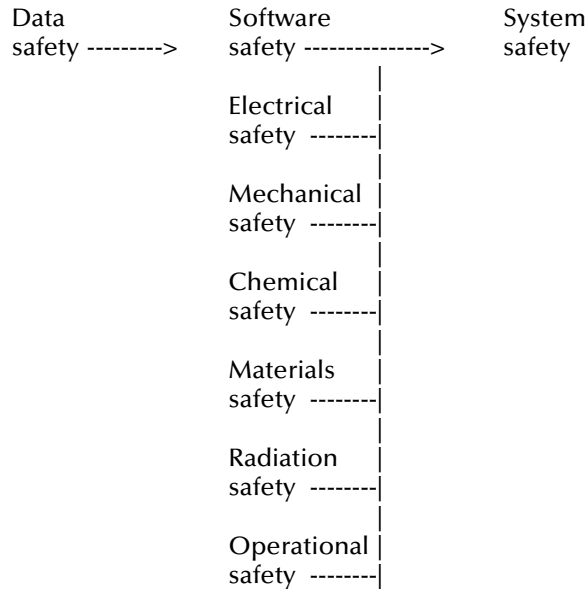 Data Software System
safety ---------> safety ---------------> safety
|
Electrical |
safety --------|
|
Mechanical |
safety --------|
|
Chemical |
safety --------|
|
Materials |
safety --------|
|
Radiation |
safety --------|
|
Operational |
safety --------|